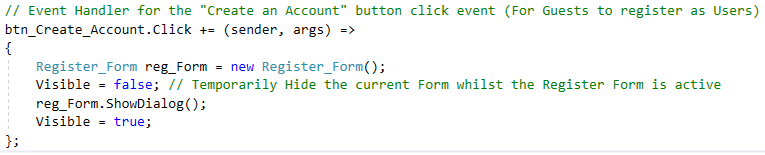 // Event Handler for the "Create an Account" button click event (For Guests to register as Users)
btn_Create_Account.Click += (sender, args) =>
{
Register_Form reg_Form = new Register_Form();
Visible = false; // Temporarily Hide the current Form whilst the Register Form is active
reg_Form.ShowDialog();
Visible = true;
};